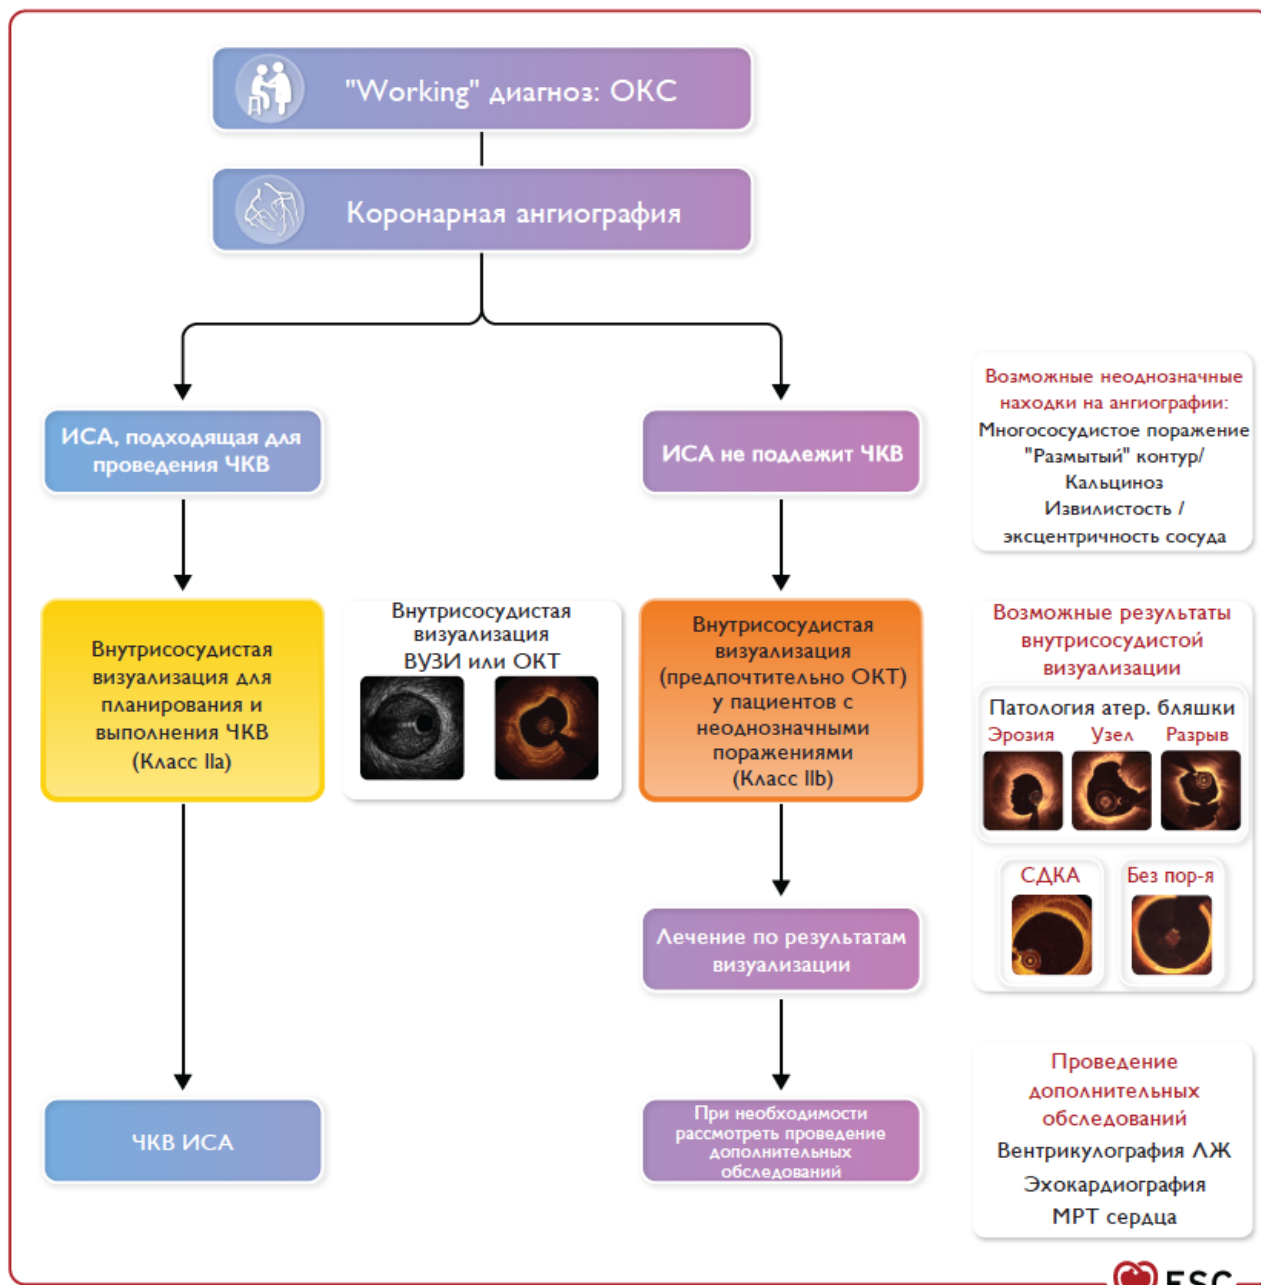 "Working" диагноз: ОКС
Коронарная ангиография
ИСА, подходящая для
проведения ЧКВ
ИСА не подлежит ЧКВ
Возможные неоднозначные
находки на ангиографии:
Многососудистое поражение
"Размытый" контур/
Кальциноз
Извилистость /
эксцентричность сосуда
Внутрисосудистая
визуализация для
планирования и
выполнения ЧКВ
(Класс IIa)
Внутрисосудистая
визуализация
ВУЗИ или ОКТ
Внутрисосудистая
визуализация
(предпочтительно ОКТ)
у пациентов с
неоднозначными
поражениями
(Класс IIb)
Возможные результаты
внутрисосудистой
визуализации
Патология атер. бляшки
Эрозия Узел Разрыв
СДКА Без пор-я
Лечение по результатам
визуализации
ЧКВ ИСА
При необходимости
рассмотреть проведение
дополнительных
обследований
Проведение
дополнительных
обследований
Вентрикулография ЛЖ
Эхокардиография
МРТ сердца
ESC